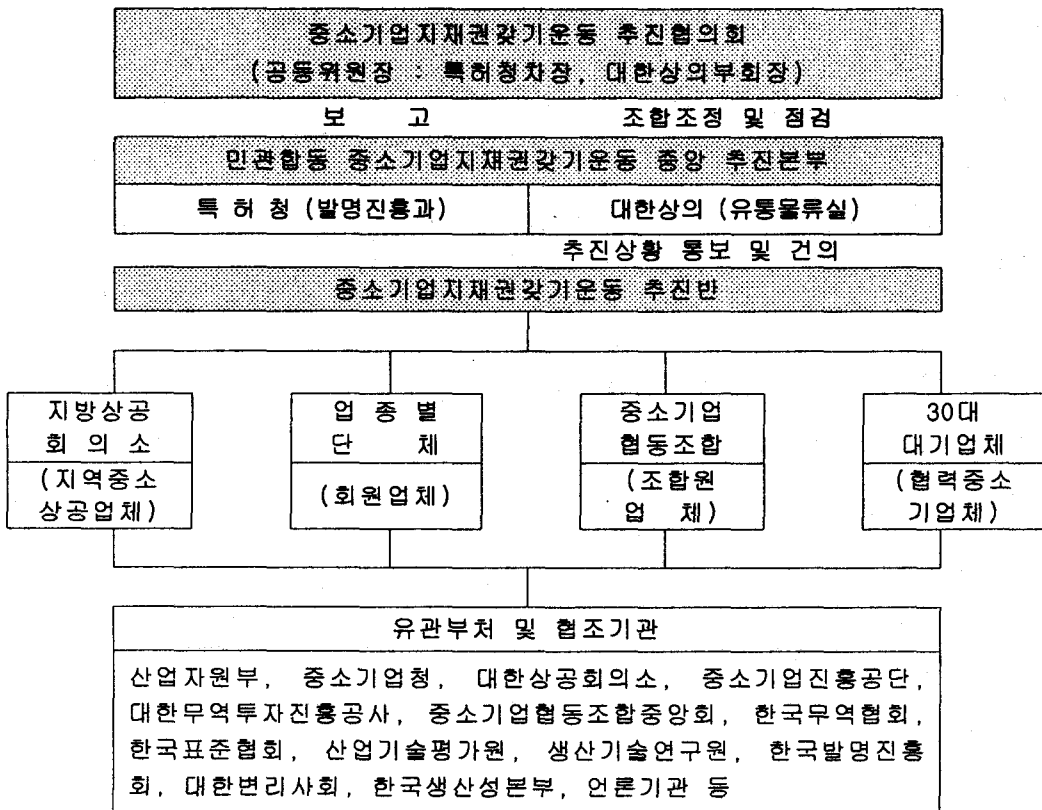 중소기업지재권갖기운동 추진협의회
(공동위원장 : 특허청차장, 대한상의부회장)
보 고 조합조정 및 점검
민관합동 중소기업지재권갖기운동 중앙 추진본부
특 허 청 (발명진흥과) 대한상의 (유통물류실)
추진상황 통보 및 건의
중소기업지재권갖기운동 추진반
지방상공
회 의 소
(지역중소
상공업체)
업 종 별
단 체
(회원업체)
중소기업
협동조합
(조합원
업 체)
30대
대기업체
(협력중소
기업체)
유관부처 및 협조기관
산업자원부, 중소기업청, 대한상공회의소, 중소기업진흥공단,
대한무역투자진흥공사, 중소기업협동조합중앙회, 한국무역협회,
한국표준협회, 산업기술평가원, 생산기술연구원, 한국발명진흥
회, 대한변리사회, 한국생산성본부, 언론기관 등